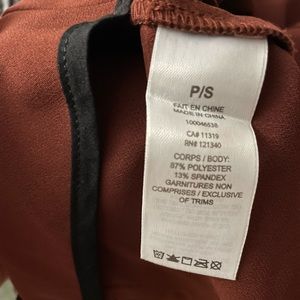 P/S
FAIT EN CHINE
MADE IN CHINA
100046538
CA# 11319
RN# 121340
CORPS / BODY:
87% POLYESTER
13% SPANDEX
GARNITURES NON
COMPRISES / EXCLUSIVE
OF TRIMS